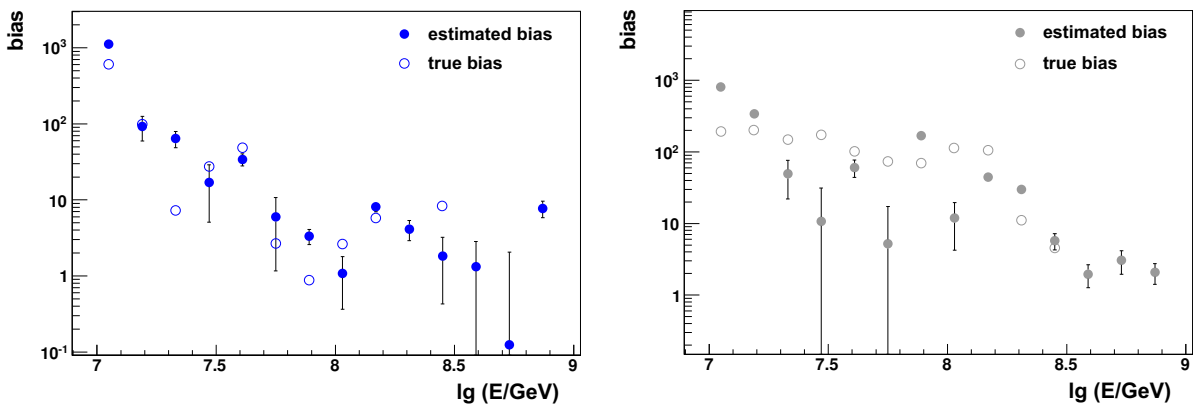 bias
estimated bias
true bias
10³
10²
10
1
10⁻¹
7
7.5
8
8.5
9
lg (E/GeV)
bias
estimated bias
true bias
10³
10²
10
1
7
7.5
8
8.5
9
lg (E/GeV)